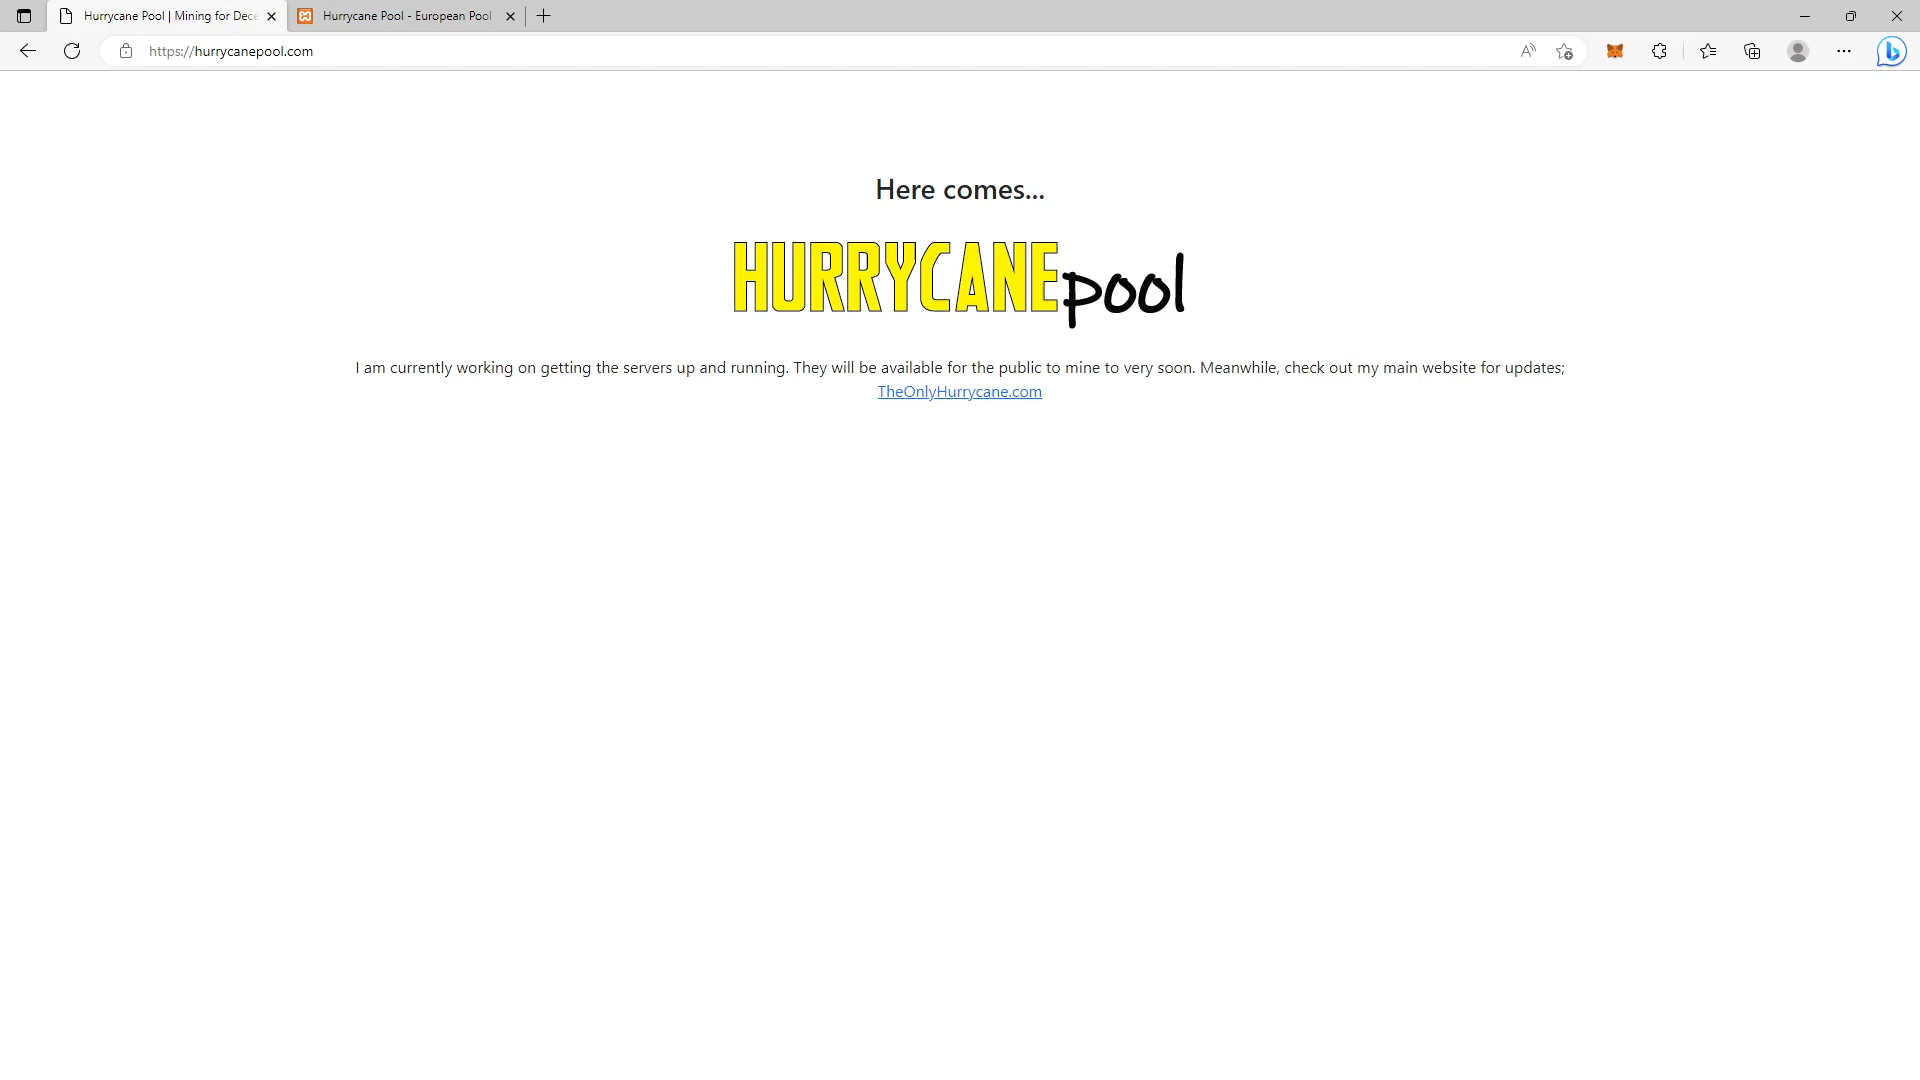 Hurrycane Pool | Mining for Dece
Hurrycane Pool - European Pool
https://hurrycanepool.com
Here comes...
HURRYCANEpool
I am currently working on getting the servers up and running. They will be available for the public to mine to very soon. Meanwhile, check out my main website for updates;
TheOnlyHurrycane.com